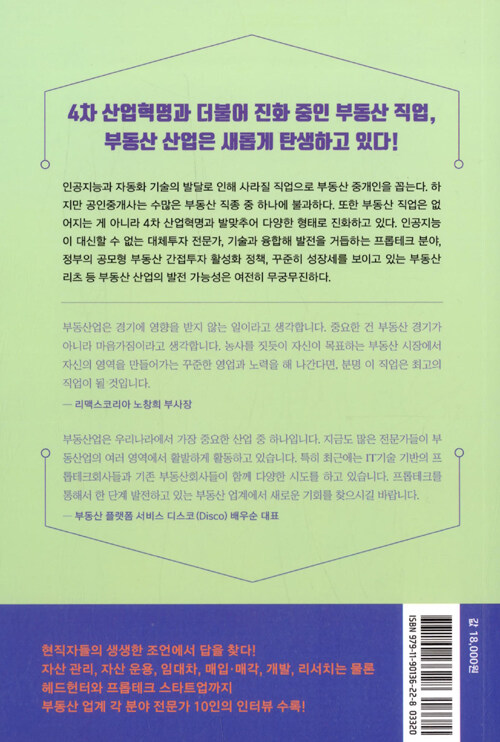 4차 산업혁명과 더불어 진화 중인 부동산 직업,
부동산 산업은 새롭게 탄생하고 있다!
인공지능과 자동화 기술의 발달로 인해 사라질 직업으로 부동산 중개인을 꼽는다. 하
지만 공인중개사는 수많은 부동산 직종 중 하나에 불과하다. 또한 부동산 직업은 없
어지는 게 아니라 4차 산업혁명과 발맞추어 다양한 형태로 진화하고 있다. 인공지능
이 대신할 수 없는 대체투자 전문가, 기술과 융합해 발전을 거듭하는 프롭테크 분야,
정부의 공모형 부동산 간접투자 활성화 정책, 꾸준히 성장세를 보이고 있는 부동산
리츠 등 부동산 산업의 발전 가능성은 여전히 무궁무진하다.
부동산업은 경기에 영향을 받지 않는 일이라고 생각합니다. 중요한 건 부동산 경기가
아니라 마음가짐이라고 생각합니다. 농사를 짓듯이 자신이 목표하는 부동산 시장에서
자신의 영역을 만들어가는 꾸준한 영업과 노력을 해 나간다면, 분명 이 직업은 최고의
직업이 될 것입니다.
— 리맥스코리아 노창희 부사장
부동산업은 우리나라에서 가장 중요한 산업 중 하나입니다. 지금도 많은 전문가들이 부
동산업의 여러 영역에서 활발하게 활동하고 있습니다. 특히 최근에는 IT기술 기반의 프
롭테크회사들과 기존 부동산회사들이 함께 다양한 시도를 하고 있습니다. 프롭테크를
통해서 한 단계 발전하고 있는 부동산 업계에서 새로운 기회를 찾으시길 바랍니다.
— 부동산 플랫폼 서비스 디스코(Disco) 배우순 대표
현직자들의 생생한 조언에서 답을 찾다!
자산 관리, 자산 운용, 임대차, 매입·매각, 개발, 리서치는 물론
헤드헌터와 프롭테크 스타트업까지
부동산 업계 각 분야 전문가 10인의 인터뷰 수록!
ISBN 979-11-90136-22-8 03320
값 18,000원